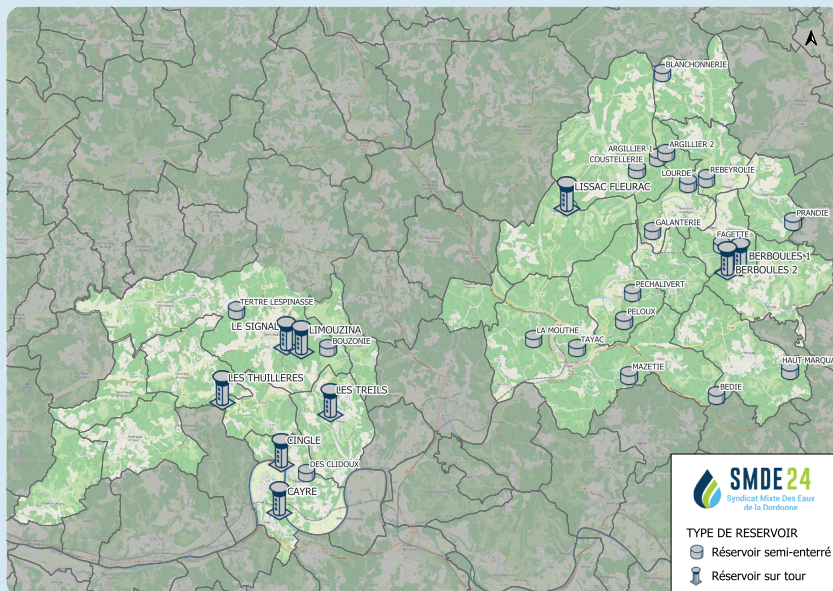 BLANCHONNERIE
ARGILLIER 2
ARGILLIER 1
COUSTELLERIE
LOURDE
REBEYROLIE
LISSAC FLEURAC
PRANDIE
GALANTERIE
FAGETTE
BERBOULES 1
BERBOULES 2
PECHALIVERT
TERTRE LESPINASSE
PELOUX
LE SIGNAL
LIMOUZINA
LA MOUTHE
BOUZONIE
TAYAC
HAUT MARQUA
MAZETIE
LES THUILLERES
LES TREILS
BEDIE
CINGLE
DES CLIDOUX
CAYRE
SMDE 24
Syndicat Mixte Des Eaux
de la Dordogne
TYPE DE RESERVOIR
Réservoir semi-enterré
Réservoir sur tour